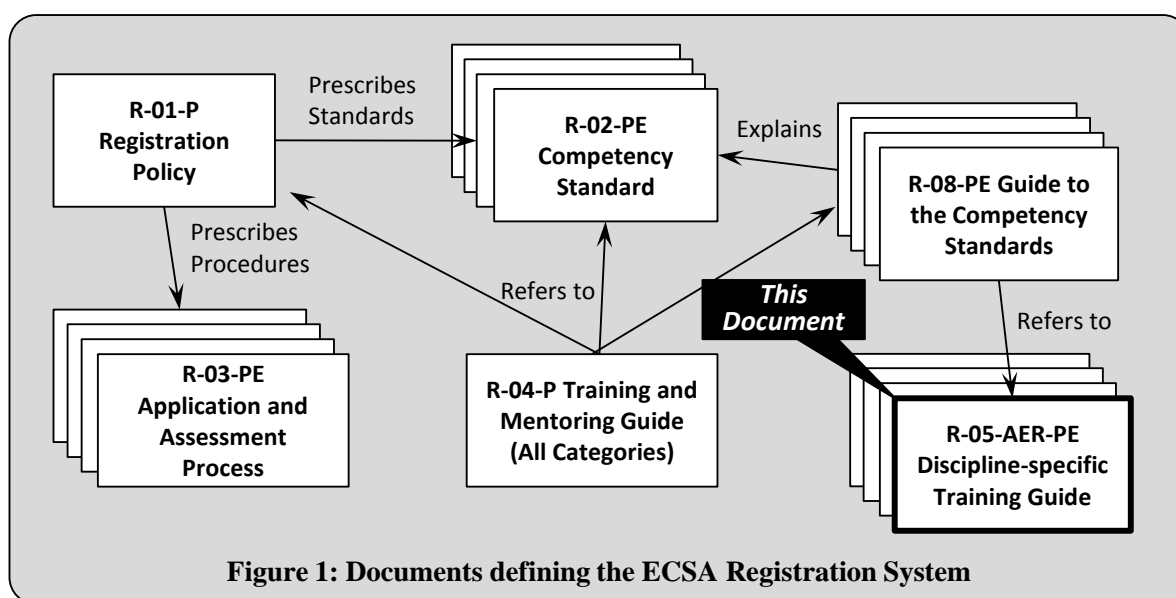 R-01-P
Registration
Policy
Prescribes
Standards
R-02-PE
Competency
Standard
Explains
R-08-PE Guide to
the Competency
Standards
Prescribes
Procedures
Refers to
This
Document
Refers to
R-03-PE
Application and
Assessment
Process
R-04-P Training and
Mentoring Guide
(All Categories)
R-05-AER-PE
Discipline-specific
Training Guide
Figure 1: Documents defining the ECSA Registration System